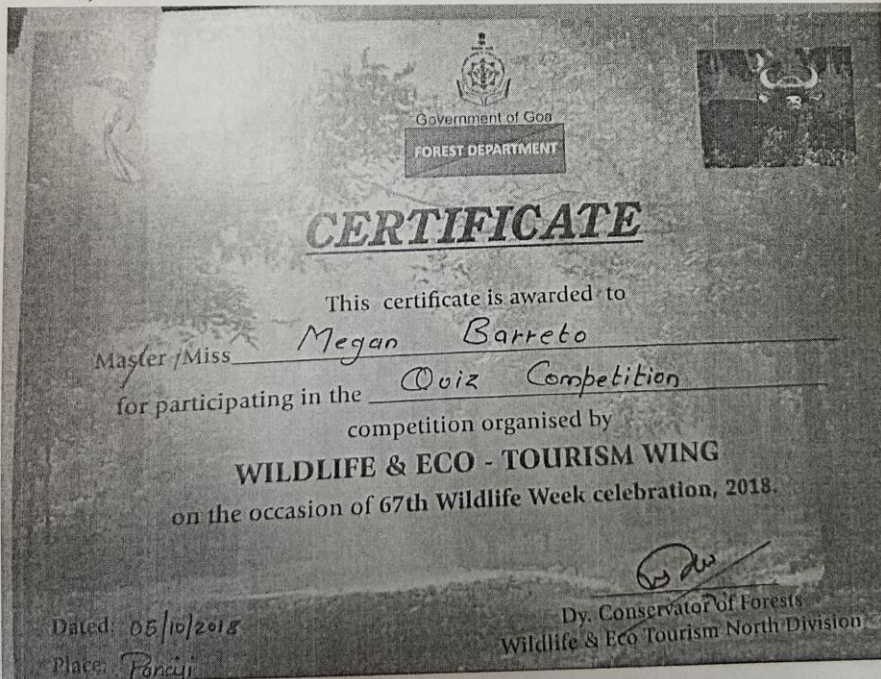 Government of Goa
FOREST DEPARTMENT
CERTIFICATE
This certificate is awarded to
Master / Miss Megan Barreto
for participating in the Quiz Competition
competition organised by
WILDLIFE & ECO - TOURISM WING
on the occasion of 67th Wildlife Week celebration, 2018.
Dy. Conservator of Forests
Wildlife & Eco Tourism North Division
Dated: 05/10/2018
Place: Panaji